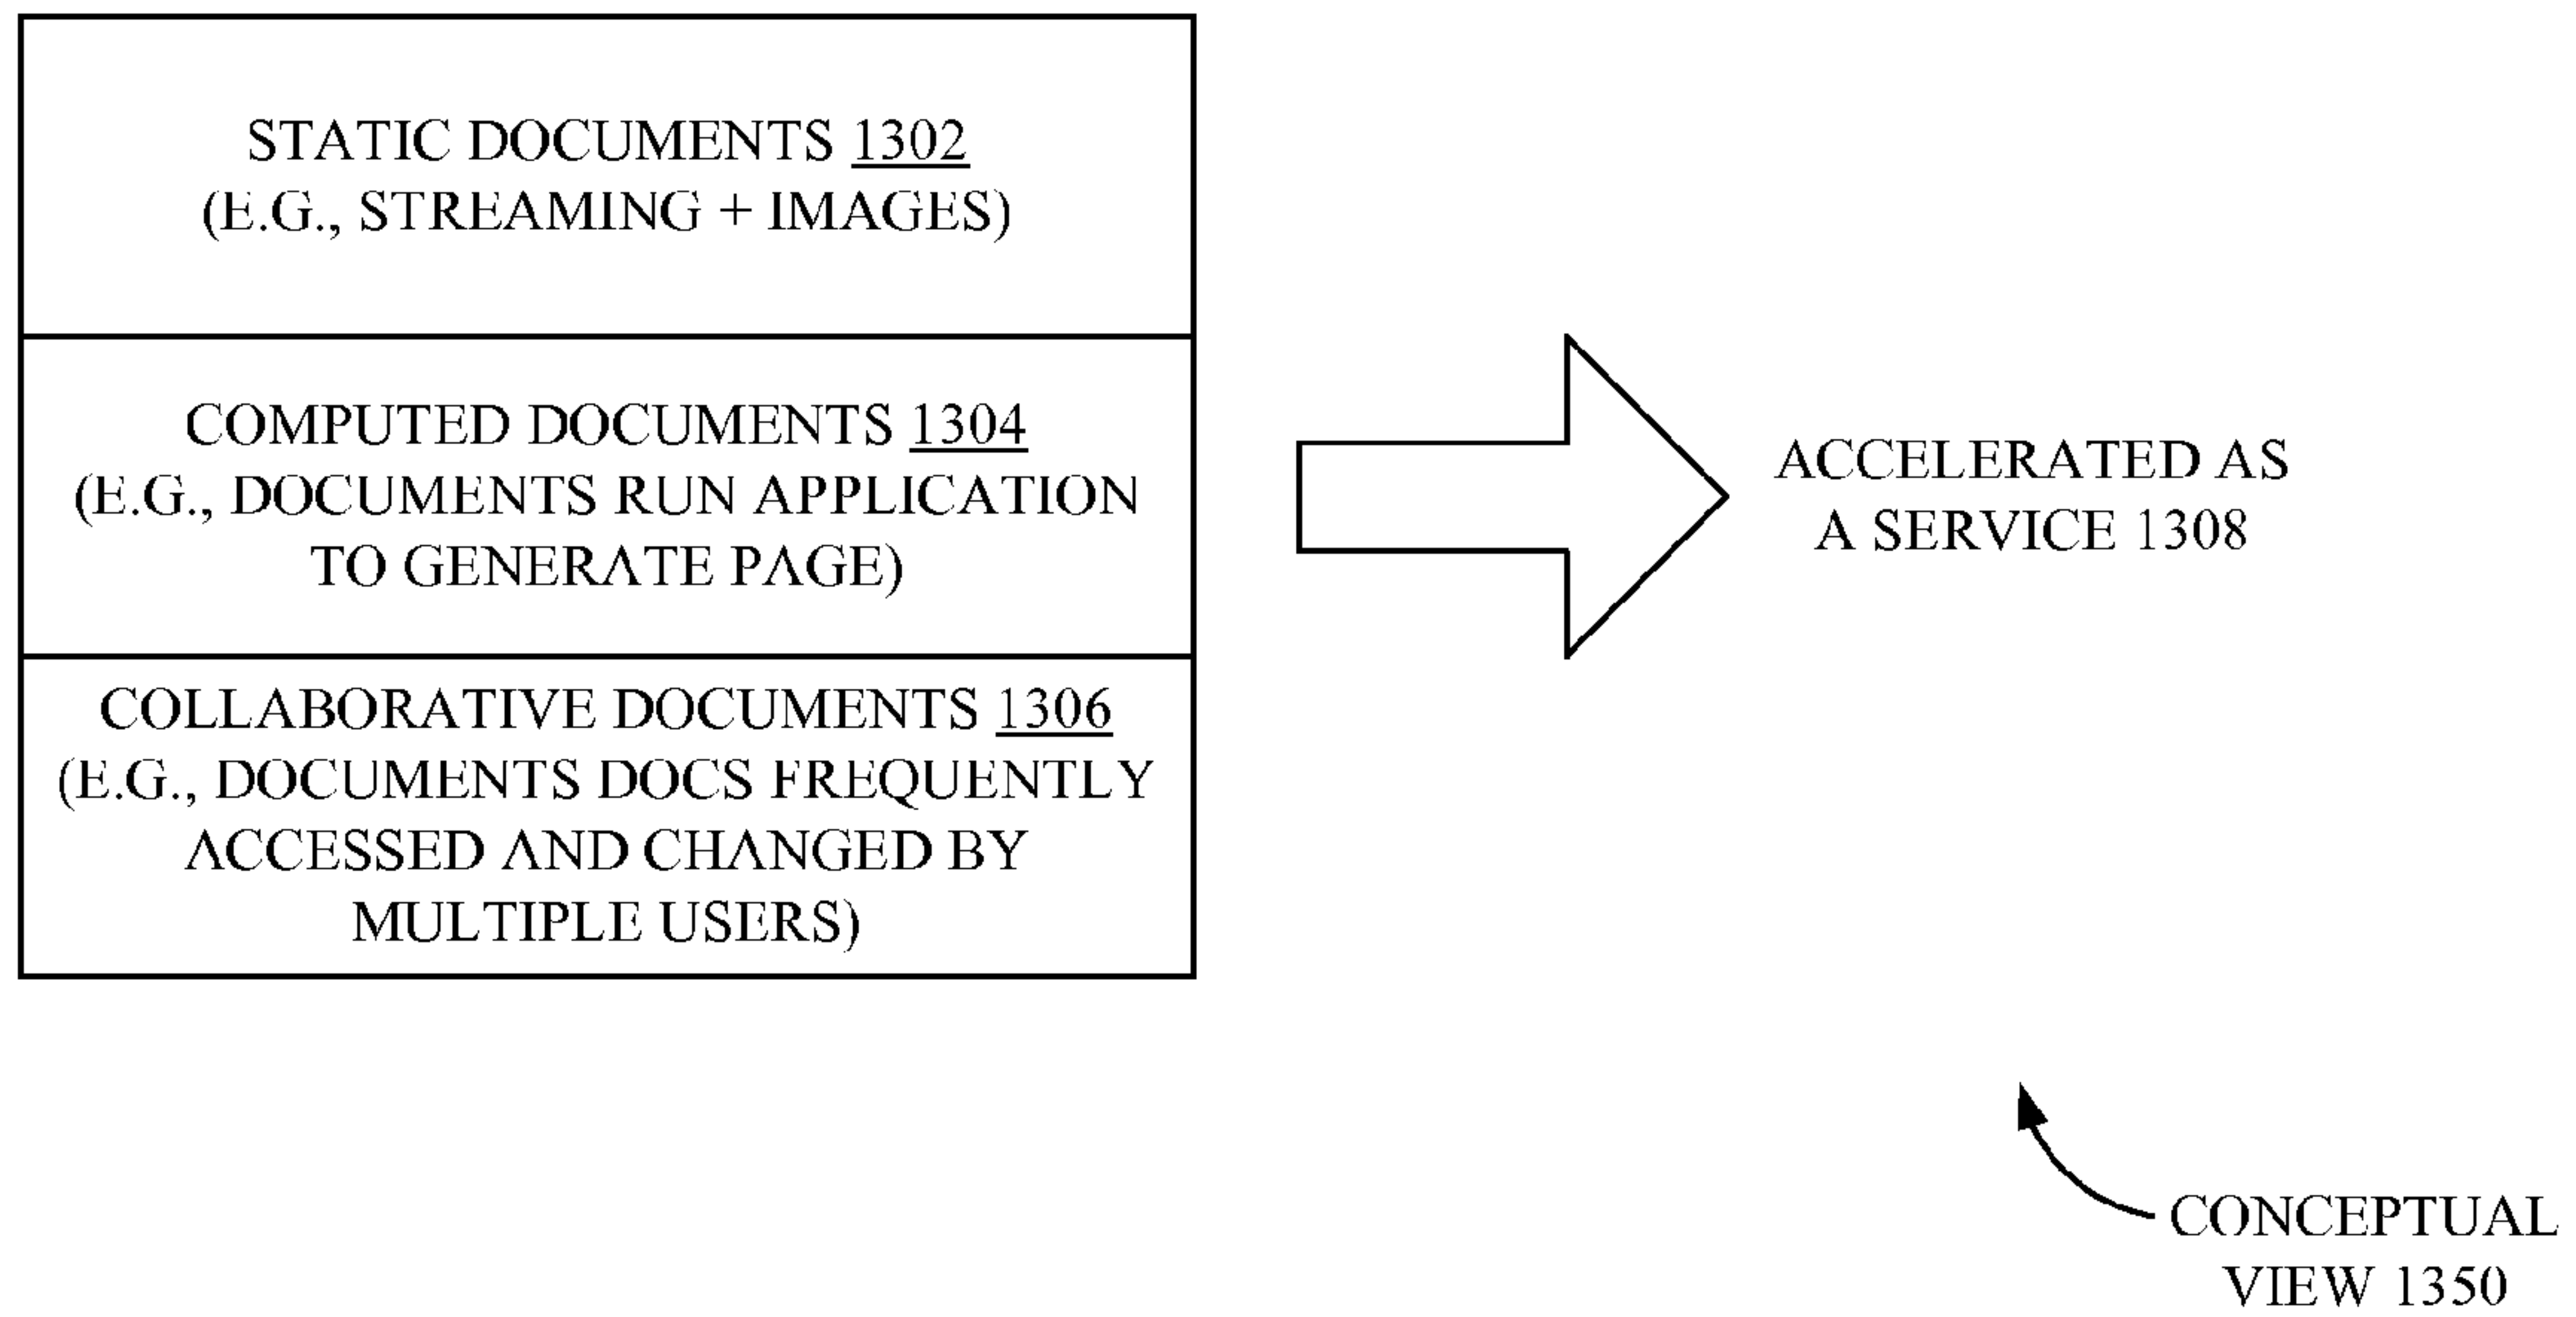 STATIC DOCUMENTS 1302
(E.G., STREAMING + IMAGES)
COMPUTED DOCUMENTS 1304
(E.G., DOCUMENTS RUN APPLICATION
TO GENERATE PAGE)
COLLABORATIVE DOCUMENTS 1306
(E.G., DOCUMENTS DOCS FREQUENTLY
ACCESSED AND CHANGED BY
MULTIPLE USERS)
ACCELERATED AS
A SERVICE 1308
CONCEPTUAL
VIEW 1350